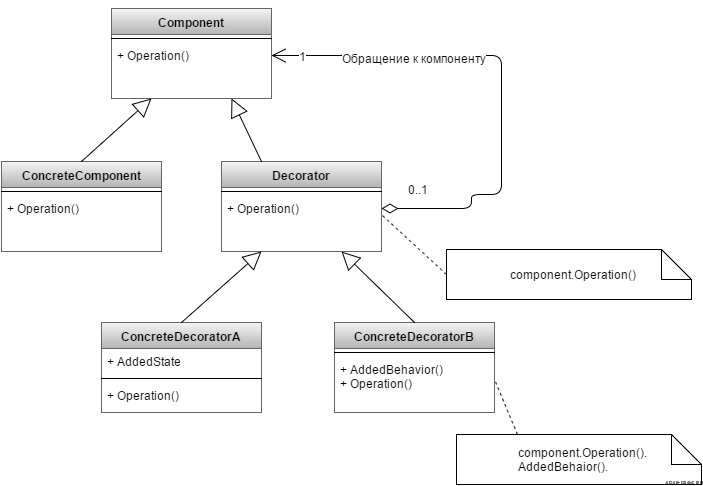 Component
+ Operation()
1
Обращение к компоненту
ConcreteComponent
+ Operation()
Decorator
+ Operation()
0..1
component.Operation()
ConcreteDecoratorA
+ AddedState
+ Operation()
ConcreteDecoratorB
+ AddedBehavior()
+ Operation()
component.Operation().
AddedBehaior().